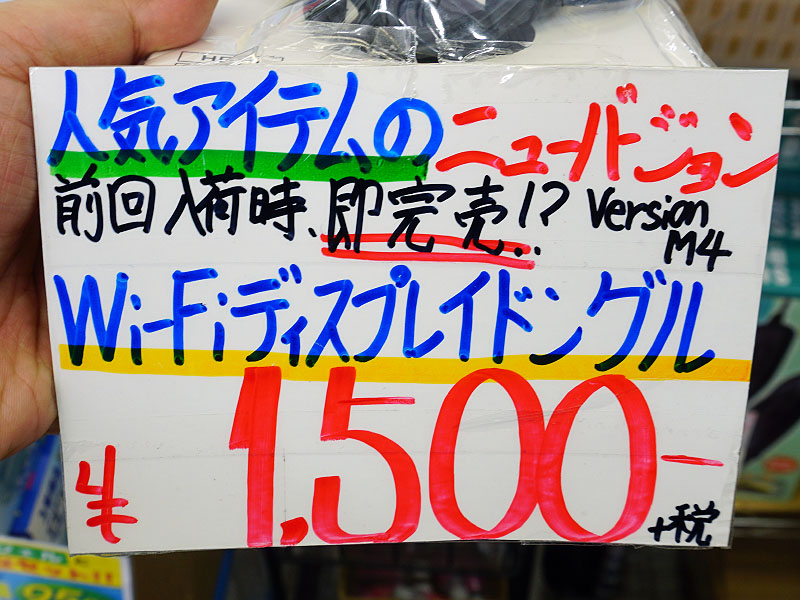 人気アイテムの ニューバージョン
前回入荷時、即完売!? Version M4
Wi-Fiディスプレイドングル
¥1,500-
+税